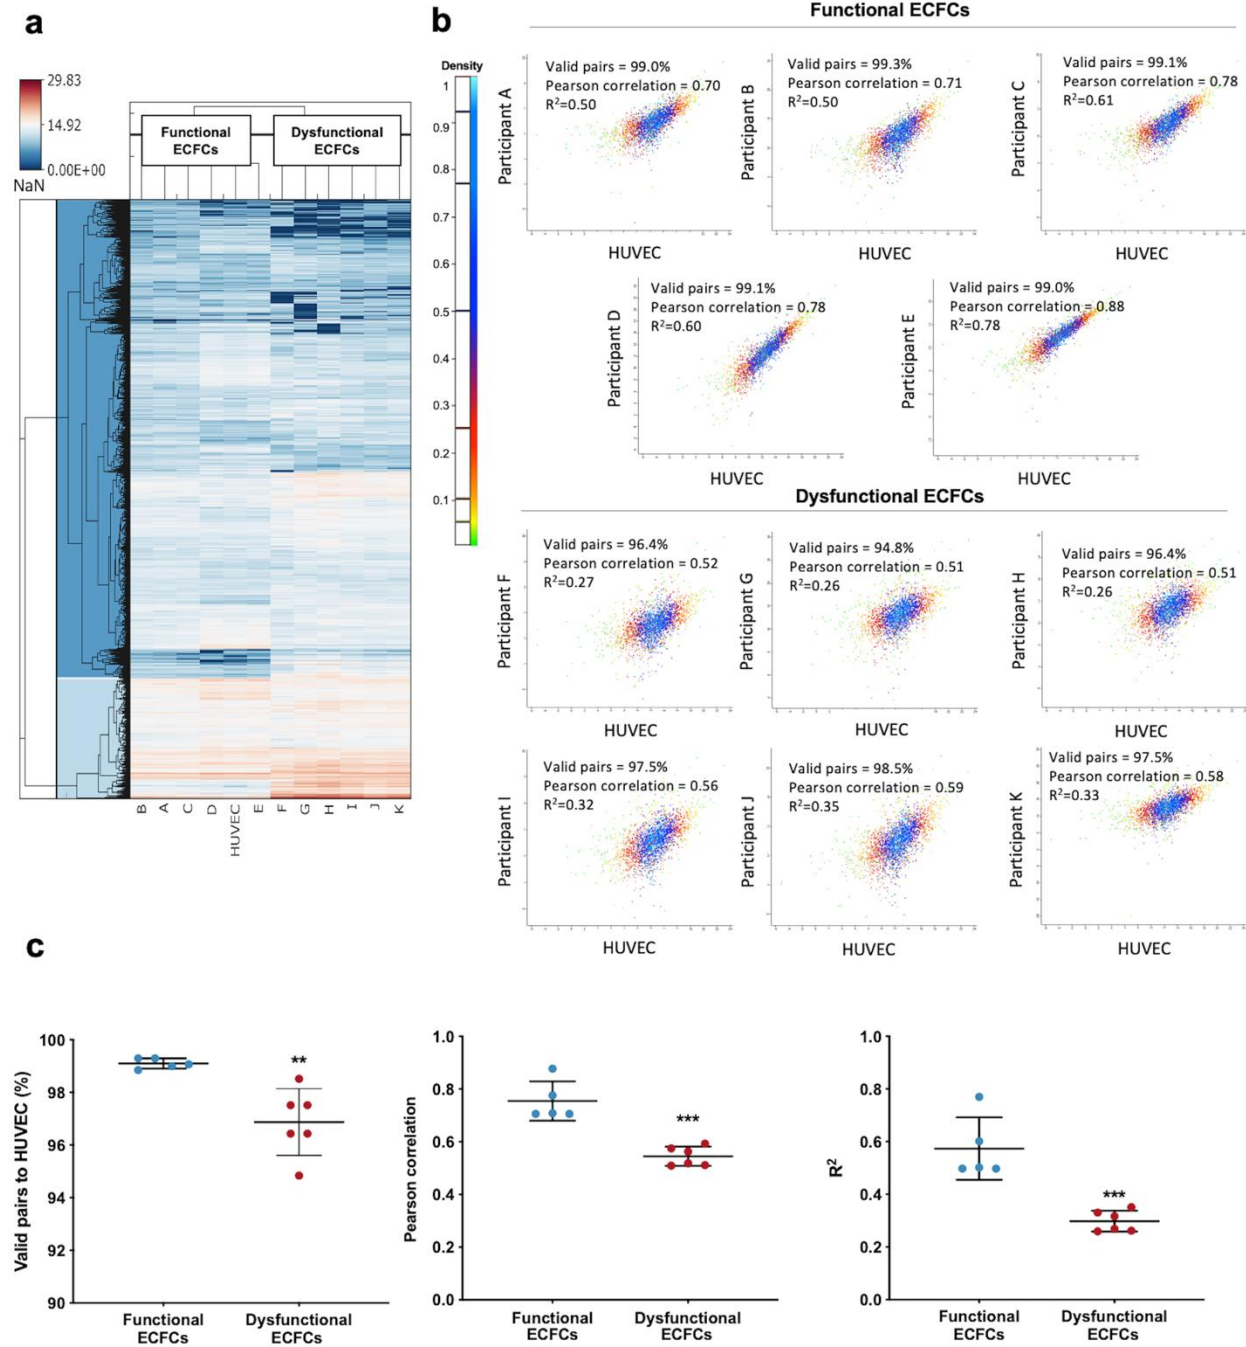 a
29.83
14.92
0.00E+00
NaN
Functional
ECFCs
Dysfunctional
ECFCs
B
A
C
D
HUVEC
E
F
G
H
I
J
K
b
Functional ECFCs
Density
1
0.9
0.8
0.7
0.6
0.5
0.4
0.3
0.2
0.1
Participant A
Valid pairs = 99.0%
Pearson correlation = 0.70
R²=0.50
HUVEC
Participant B
Valid pairs = 99.3%
Pearson correlation = 0.71
R²=0.50
HUVEC
Participant C
Valid pairs = 99.1%
Pearson correlation = 0.78
R²=0.61
HUVEC
Participant D
Valid pairs = 99.1%
Pearson correlation = 0.78
R²=0.60
HUVEC
Participant E
Valid pairs = 99.0%
Pearson correlation = 0.88
R²=0.78
HUVEC
Dysfunctional ECFCs
Participant F
Valid pairs = 96.4%
Pearson correlation = 0.52
R²=0.27
HUVEC
Participant G
Valid pairs = 94.8%
Pearson correlation = 0.51
R²=0.26
HUVEC
Participant H
Valid pairs = 96.4%
Pearson correlation = 0.51
R²=0.26
HUVEC
Participant I
Valid pairs = 97.5%
Pearson correlation = 0.56
R²=0.32
HUVEC
Participant J
Valid pairs = 98.5%
Pearson correlation = 0.59
R²=0.35
HUVEC
Participant K
Valid pairs = 97.5%
Pearson correlation = 0.58
R²=0.33
HUVEC
c
Valid pairs to HUVEC (%)
100
98
96
94
92
90
**
Functional
ECFCs
Dysfunctional
ECFCs
Pearson correlation
1.0
0.8
0.6
0.4
0.2
0.0
***
Functional
ECFCs
Dysfunctional
ECFCs
R²
1.0
0.8
0.6
0.4
0.2
0.0
***
Functional
ECFCs
Dysfunctional
ECFCs